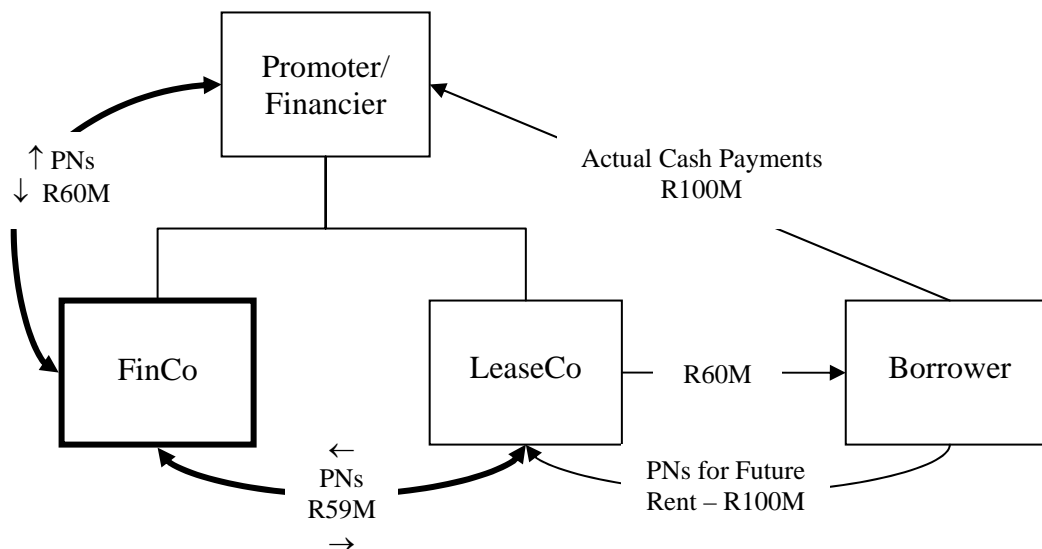 Promoter/
Financier
↑ PNs
↓ R60M
Actual Cash Payments
R100M
FinCo
LeaseCo
R60M
Borrower
←
PNs
R59M
→
PNs for Future
Rent – R100M